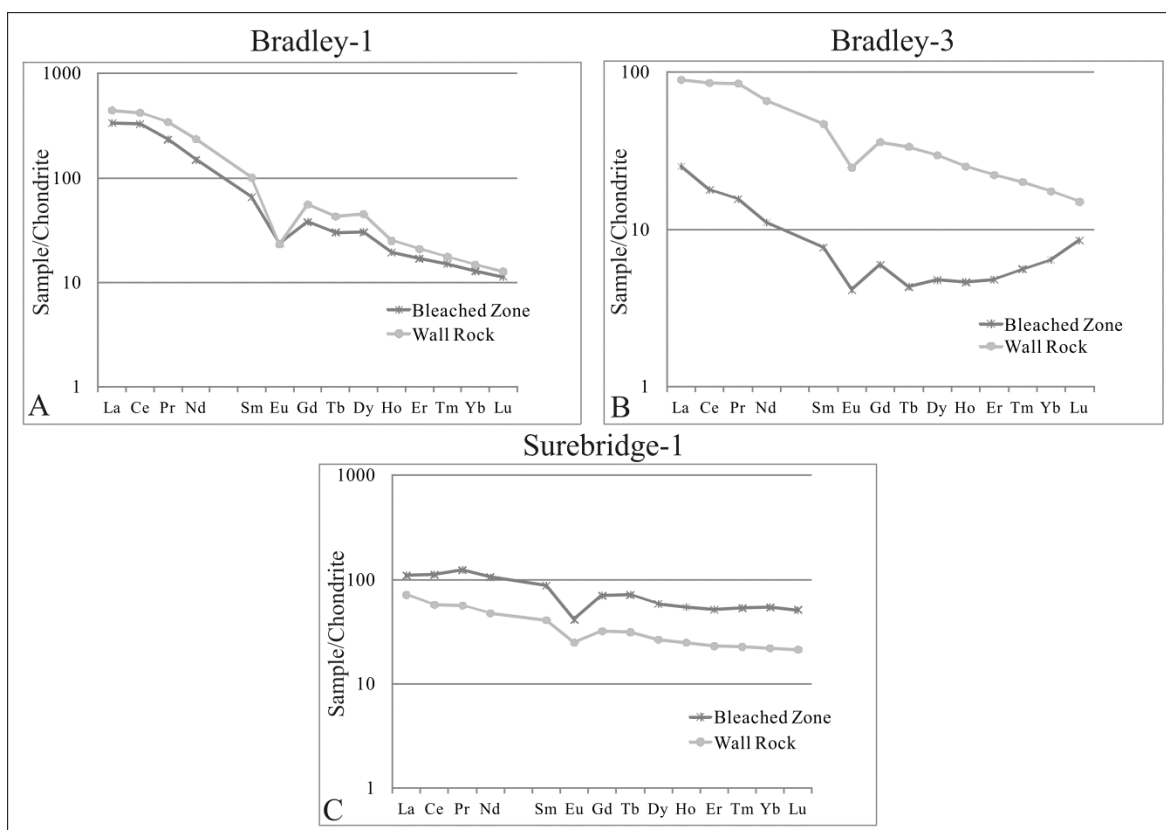 Bradley-1
1000
100
10
1
Sample/Chondrite
La Ce Pr Nd Sm Eu Gd Tb Dy Ho Er Tm Yb Lu
Bleached Zone
Wall Rock
A
Bradley-3
100
10
1
Sample/Chondrite
La Ce Pr Nd Sm Eu Gd Tb Dy Ho Er Tm Yb Lu
Bleached Zone
Wall Rock
B
Surebridge-1
1000
100
10
1
Sample/Chondrite
La Ce Pr Nd Sm Eu Gd Tb Dy Ho Er Tm Yb Lu
Bleached Zone
Wall Rock
C